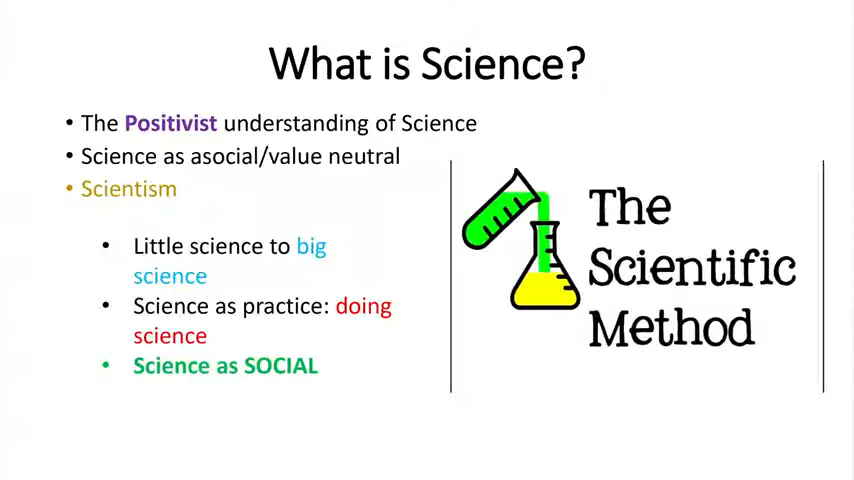 What is Science?
• The Positivist understanding of Science
• Science as asocial/value neutral
• Scientism
• Little science to big
science
• Science as practice: doing
science
• Science as SOCIAL
The
Scientific
Method